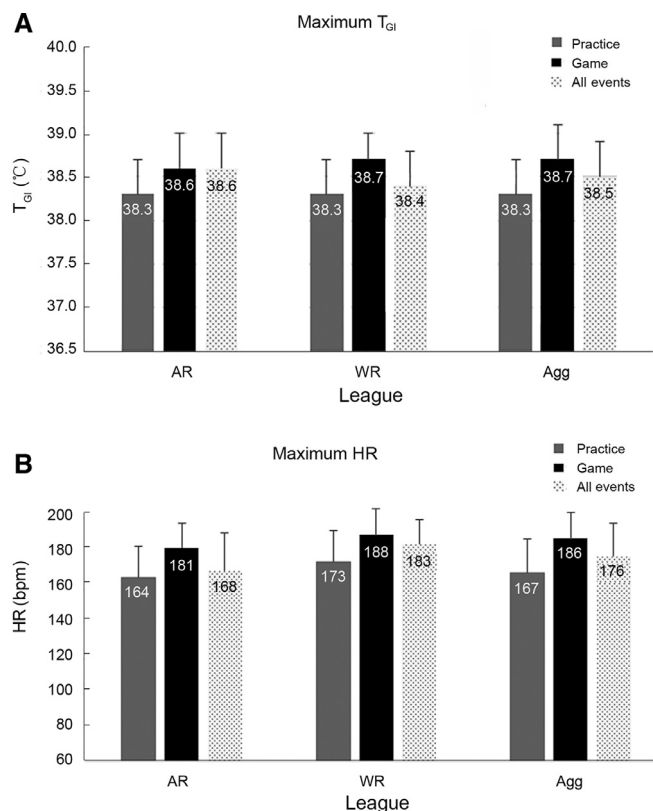 A
Maximum TGI
Practice
Game
All events
40.0
39.5
39.0
38.5
38.0
37.5
37.0
36.5
TGI (℃)
38.3
38.6
38.6
38.3
38.7
38.4
38.3
38.7
38.5
AR
WR
Agg
League
B
Maximum HR
Practice
Game
All events
200
180
160
140
120
100
80
60
HR (bpm)
164
181
168
173
188
183
167
186
176
AR
WR
Agg
League